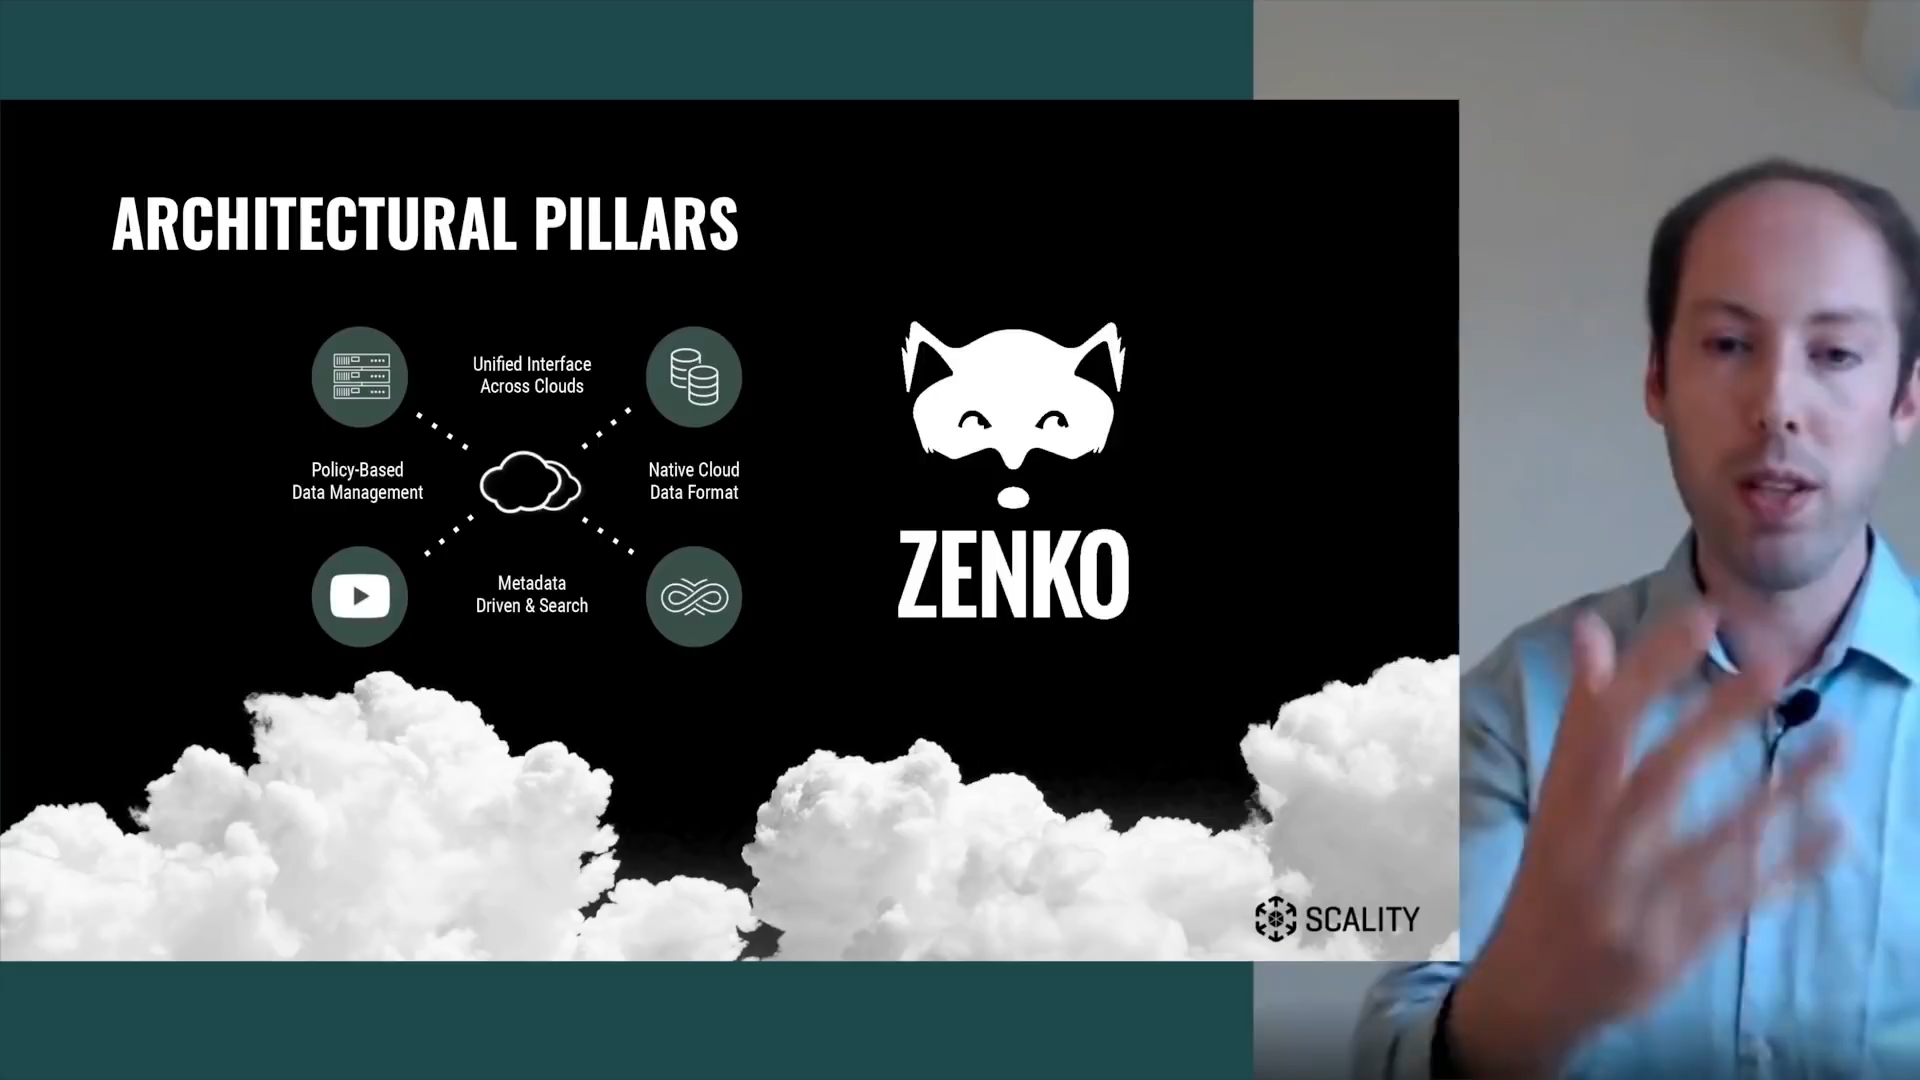 ARCHITECTURAL PILLARS
Unified Interface
Across Clouds
Policy-Based
Data Management
Native Cloud
Data Format
Metadata
Driven & Search
ZENKO
SCALITY